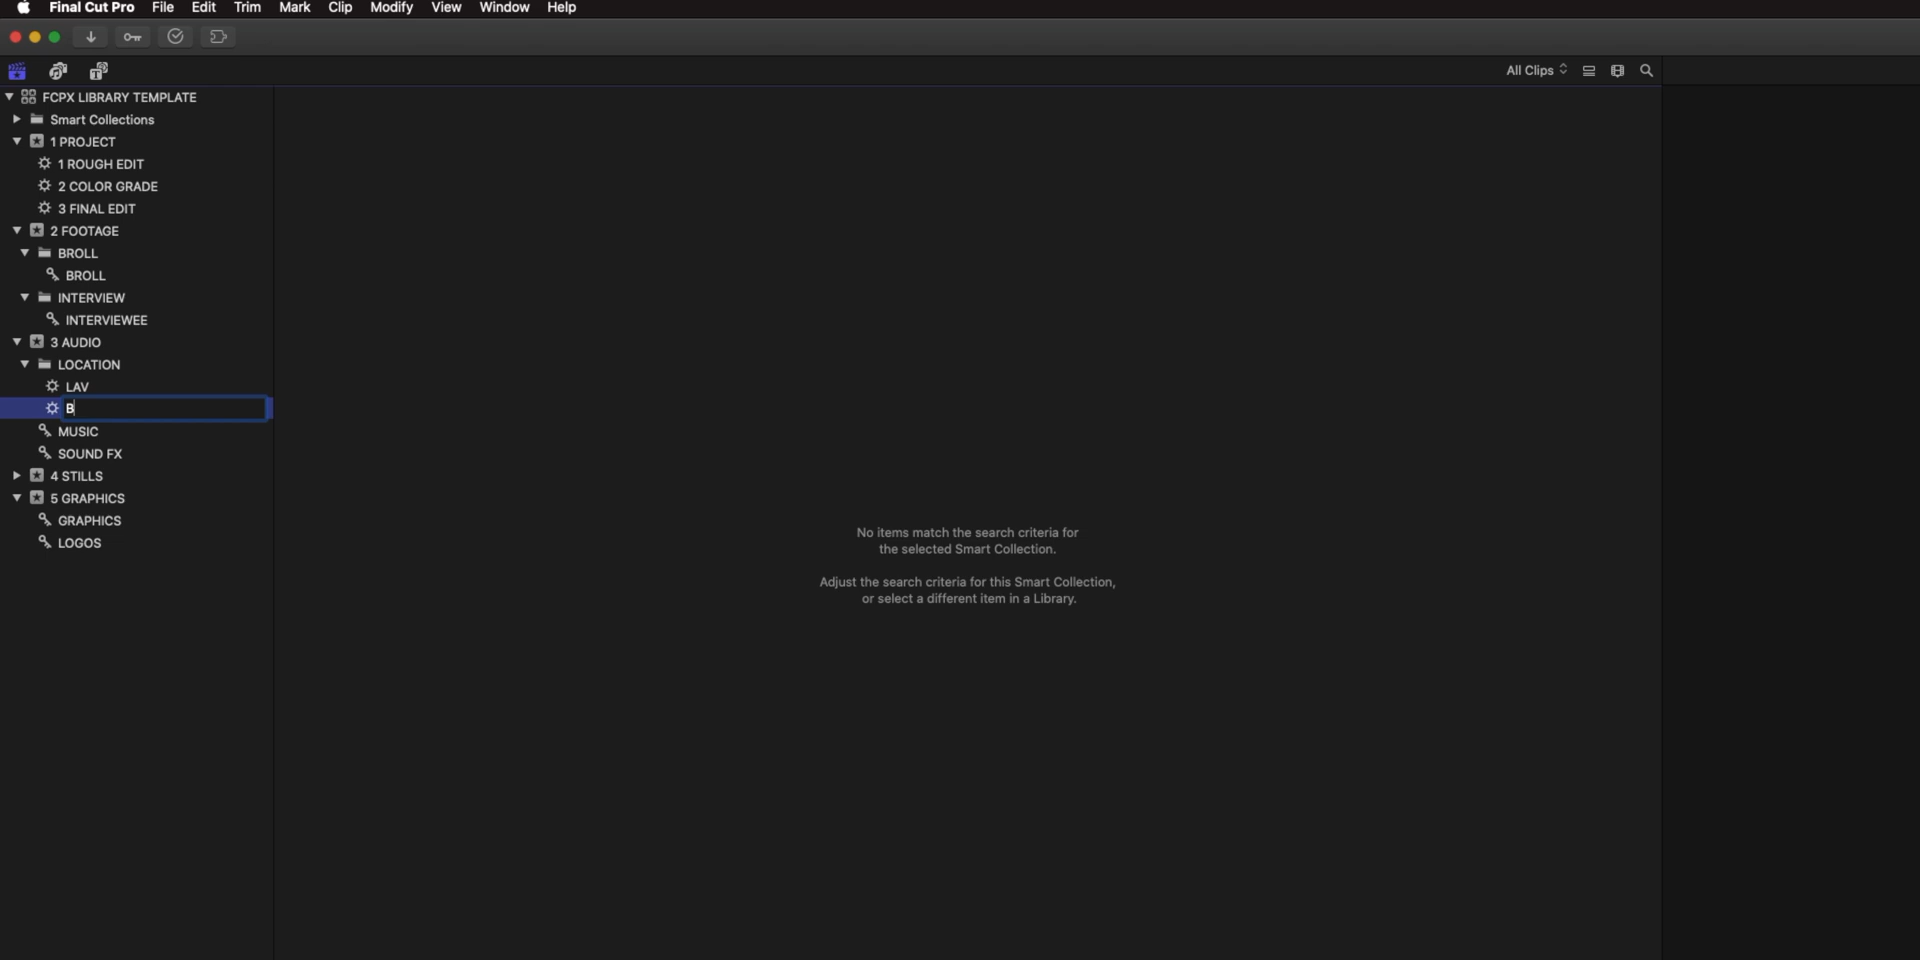 Final Cut Pro File Edit Trim Mark Clip Modify View Window Help
All Clips
FCPX LIBRARY TEMPLATE
Smart Collections
1 PROJECT
1 ROUGH EDIT
2 COLOR GRADE
3 FINAL EDIT
2 FOOTAGE
BROLL
BROLL
INTERVIEW
INTERVIEWEE
3 AUDIO
LOCATION
LAV
B
MUSIC
SOUND FX
4 STILLS
5 GRAPHICS
GRAPHICS
LOGOS
No items match the search criteria for
the selected Smart Collection.
Adjust the search criteria for this Smart Collection,
or select a different item in a Library.